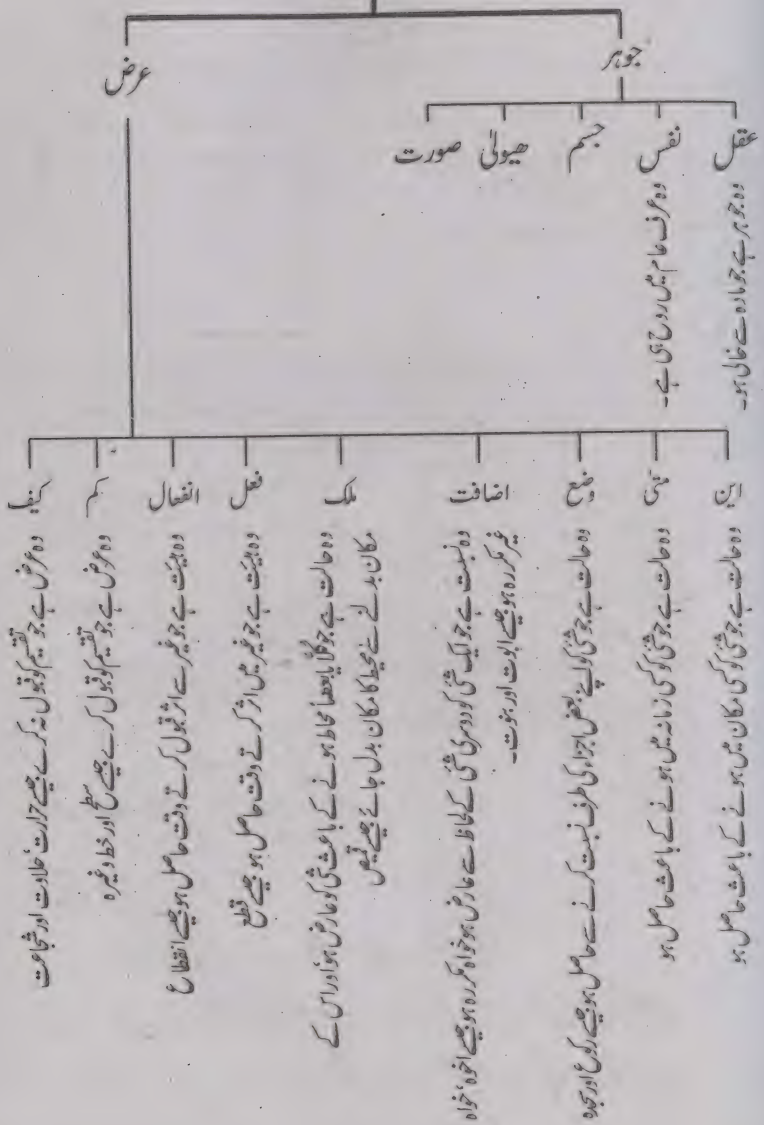 جوہر
عرض
عقل
نفس
جسم
ھیولٰی
صورت
وہ جوہر ہے جو مادہ سے خالی ہو۔
وہ عرف عام میں روح ہی ہے۔
این
متٰی
وضع
اضافت
ملک
فعل
انفعال
کم
کیف
وہ حالت ہے جو شئی کو کسی مکان میں ہونے کے باعث حاصل ہو
وہ حالت ہے جو شئی کو کسی زمانہ میں ہونے کے باعث حاصل ہو
وہ حالت ہے جو شئی کو اپنے بعض اجزاء کی طرف نسبت کرنے سے حاصل ہو جیسے رکوع اور سجدہ
وہ نسبت ہے جو ایک شئی کو دوسری شئی کے لحاظ سے عارض ہو خواہ مکررہ ہو جیسے اخوہ ‘ خواہ
غیر مکررہ ہو جیسے ابوت اور بنوت۔
وہ حالت ہے جو کلاً یا بعضاً محاط ہونے کے باعث شئی کو عارض ہو اور اس کے
مکان بدلنے سے محیط کا مکان بدل جائے جیسے قمیص
وہ ہیئت ہے جو غیر میں اثر کرتے وقت حاصل ہو جیسے قطع
وہ ہیئت ہے جو غیر سے اثر قبول کرتے وقت حاصل ہو جیسے انقطاع
وہ عرض ہے جو تقسیم کو قبول کرے جیسے سطح اور خط وغیرہ
وہ عرض ہے جو تقسیم کو قبول نہ کرے جیسے حرارت ‘ حلاوت اور شجاعت